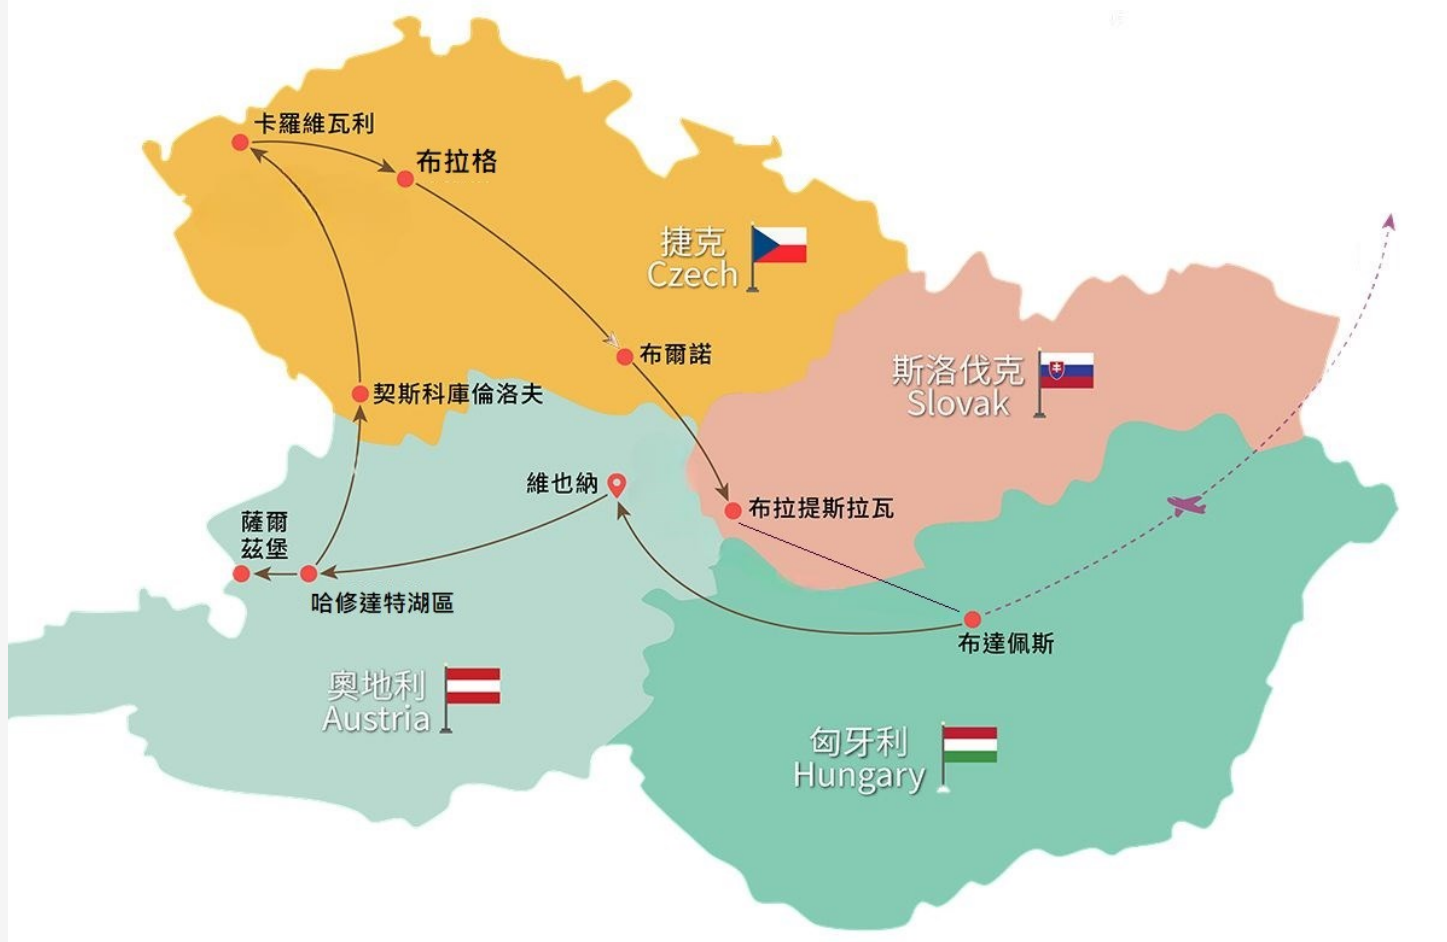 卡羅維瓦利
布拉格
捷克
Czech
布爾諾
斯洛伐克
Slovak
契斯科庫倫洛夫
維也納
布拉提斯拉瓦
薩爾
茲堡
哈修達特湖區
布達佩斯
奧地利
Austria
匈牙利
Hungary